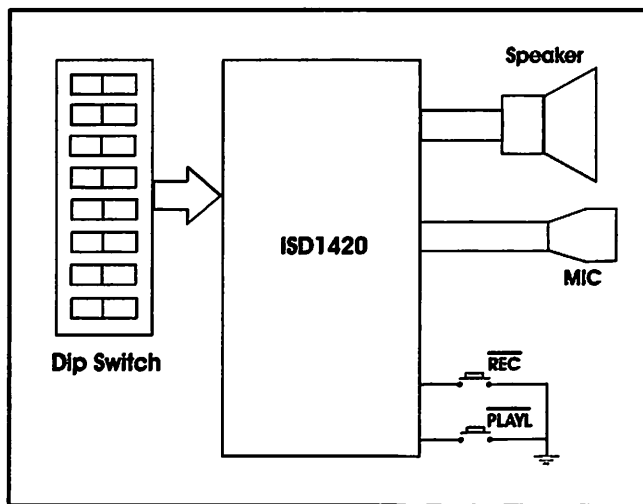 Speaker
ISD1420
MIC
Dip Switch
REC
PLAYL